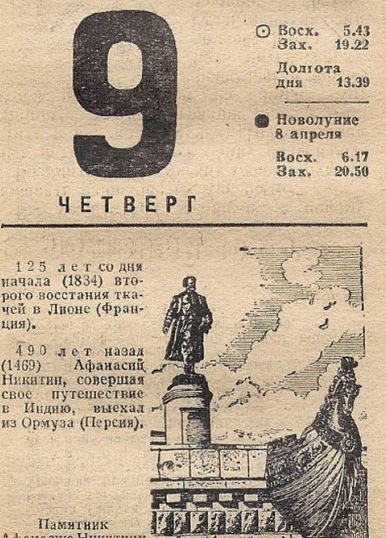 9
ЧЕТВЕРГ
Восх. 5.43
Зах. 19.22
Долгота
дня 13.39
Новолуние
8 апреля
Восх. 6.17
Зах. 20.50
125 лет со дня
начала (1834) вто-
рого восстания тка-
чей в Лионе (Фран-
ция).
490 лет назад
(1469) Афанасий
Никитин, совершая
свое путешествие
в Индию, выехал
из Ормуза (Персия).
Памятник
Афанасию Никитину